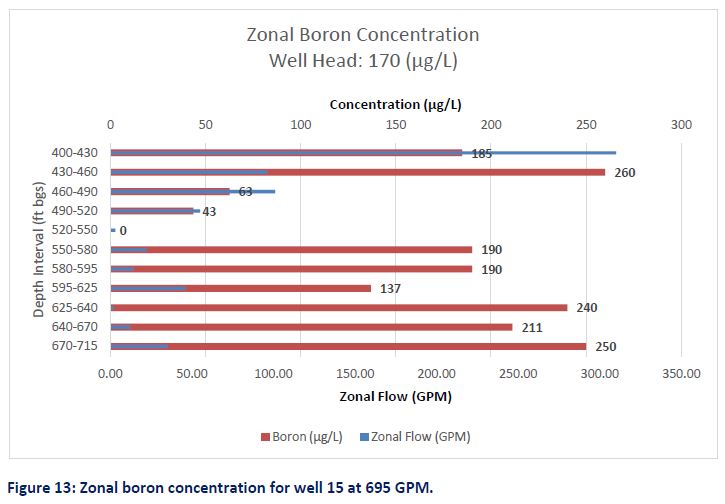 Zonal Boron Concentration
Well Head: 170 (µg/L)
Concentration (µg/L)
0 50 100 150 200 250 300
Depth Interval (ft bgs)
400-430 185
430-460 260
460-490 63
490-520 43
520-550 0
550-580 190
580-595 190
595-625 137
625-640 240
640-670 211
670-715 250
0.00 50.00 100.00 150.00 200.00 250.00 300.00 350.00
Zonal Flow (GPM)
Boron (µg/L) Zonal Flow (GPM)
Figure 13: Zonal boron concentration for well 15 at 695 GPM.